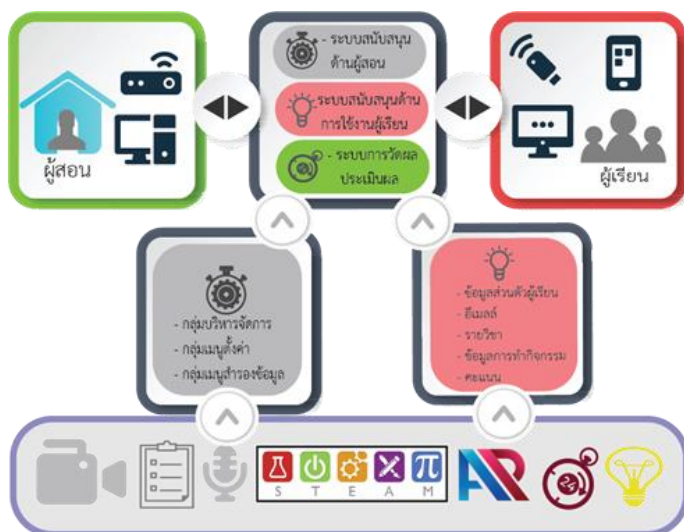 ผู้สอน
- ระบบสนับสนุน
ด้านผู้สอน
ระบบสนับสนุนด้าน
การใช้งานผู้เรียน
- ระบบการวัดผล
ประเมินผล
ผู้เรียน
- กลุ่มบริหารจัดการ
- กลุ่มเมนูตั้งค่า
- กลุ่มเมนูสำรองข้อมูล
- ข้อมูลส่วนตัวผู้เรียน
- อีเมลล์
- รายวิชา
- ข้อมูลการทำกิจกรรม
- คะแนน
S T E A M
AR
24